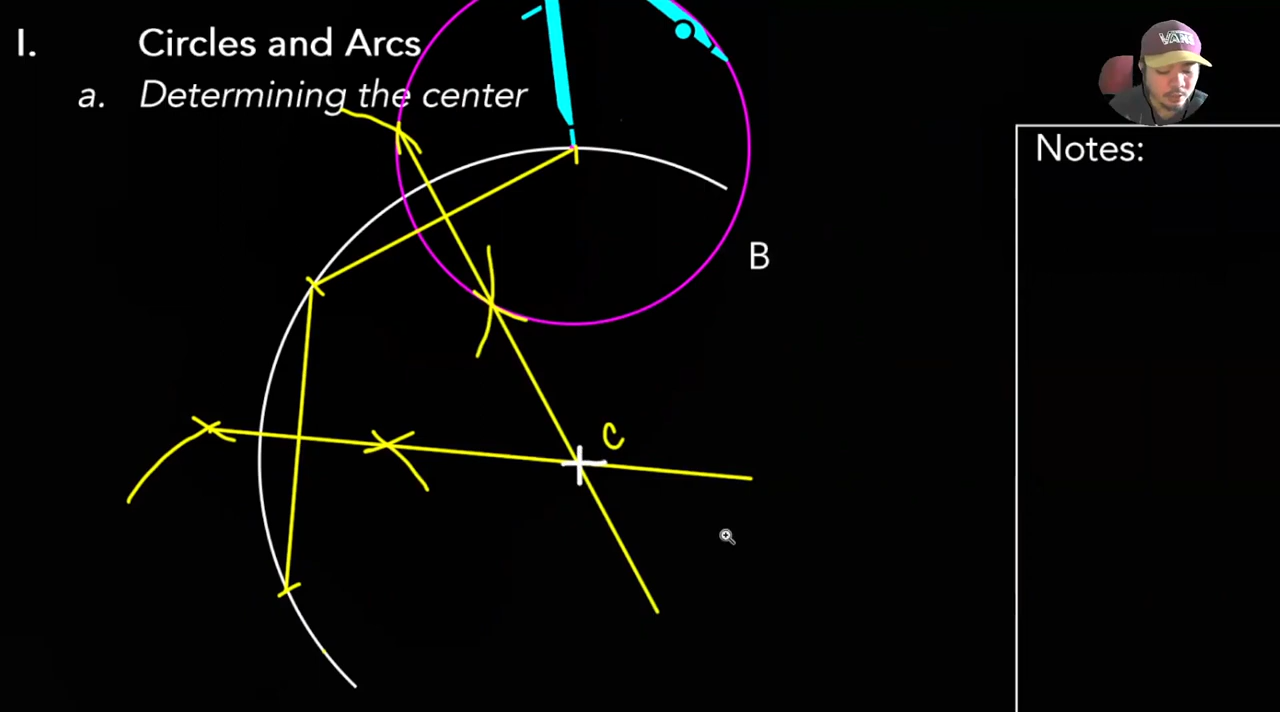 I. Circles and Arcs
a. Determining the center
VANS
Notes:
B
C